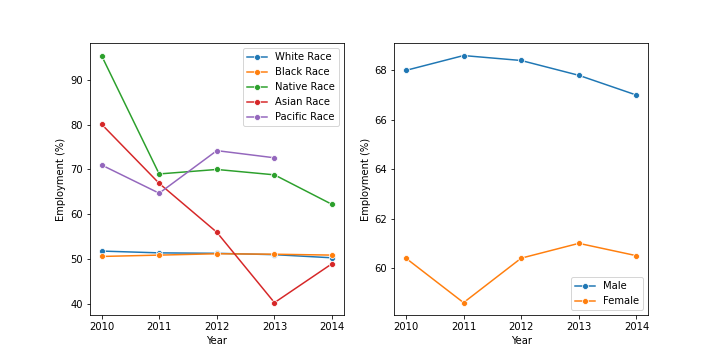 White Race
Black Race
Native Race
Asian Race
Pacific Race
90
80
70
60
50
40
Employment (%)
2010 2011 2012 2013 2014
Year
68
66
64
62
60
Employment (%)
Male
Female
2010 2011 2012 2013 2014
Year